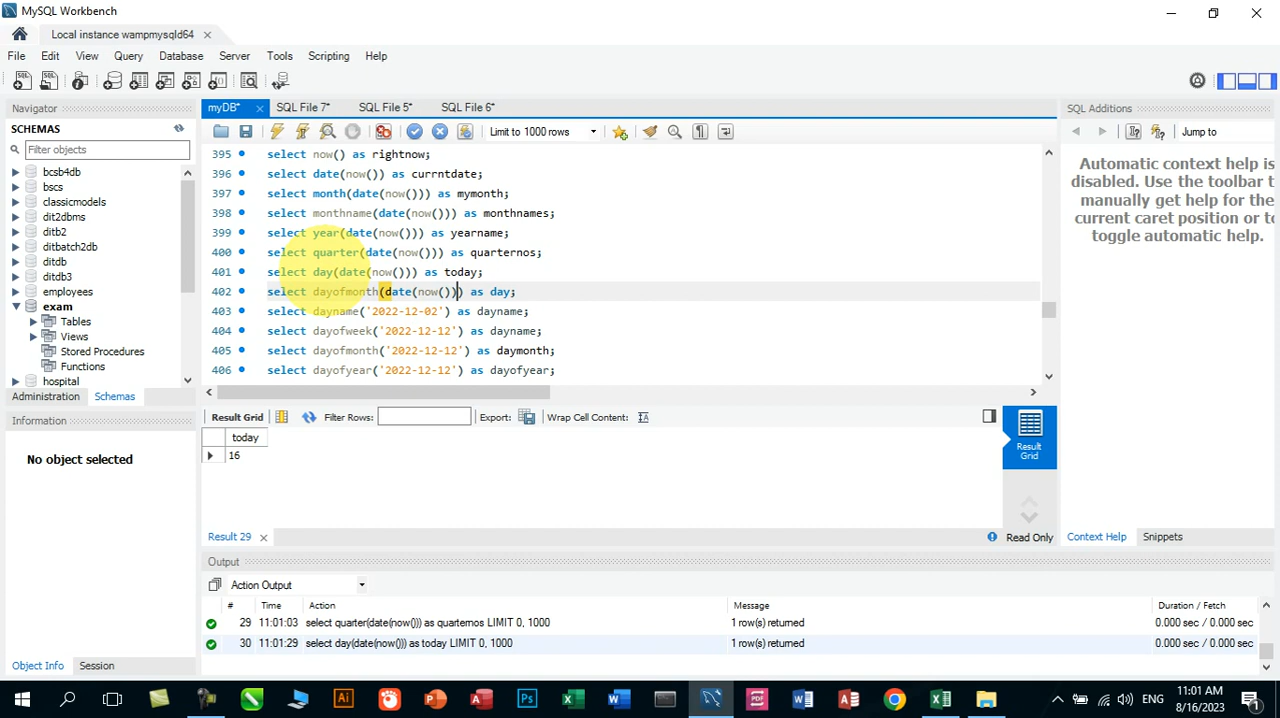 MySQL Workbench
Local instance wampmysqld64
File Edit View Query Database Server Tools Scripting Help
Navigator
SCHEMAS
Filter objects
bcsb4db
bscs
classicmodels
dit2dbms
ditb2
ditbatch2db
ditdb
ditdb3
employees
exam
Tables
Views
Stored Procedures
Functions
hospital
Administration Schemas
Information
No object selected
Object Info Session
myDB* SQL File 7* SQL File 5* SQL File 6*
Limit to 1000 rows
395 select now() as rightnow;
396 select date(now()) as currntdate;
397 select month(date(now())) as mymonth;
398 select monthname(date(now())) as monthnames;
399 select year(date(now())) as yearname;
400 select quarter(date(now())) as quarternos;
401 select day(date(now())) as today;
402 select dayofmonth(date(now())) as day;
403 select dayname('2022-12-02') as dayname;
404 select dayofweek('2022-12-12') as dayname;
405 select dayofmonth('2022-12-12') as daymonth;
406 select dayofyear('2022-12-12') as dayofyear;
Result Grid Filter Rows: Export: Wrap Cell Content:
today
16
Result
Grid
Result 29 Read Only
Output
Action Output
# Time Action Message Duration / Fetch
29 11:01:03 select quarter(date(now())) as quarternos LIMIT 0, 1000 1 row(s) returned 0.000 sec / 0.000 sec
30 11:01:29 select day(date(now())) as today LIMIT 0, 1000 1 row(s) returned 0.000 sec / 0.000 sec
SQL Additions
Jump to
Automatic context help is
disabled. Use the toolbar t
manually get help for the
current caret position or to
toggle automatic help.
Context Help Snippets
ENG
11:01 AM
8/16/2023